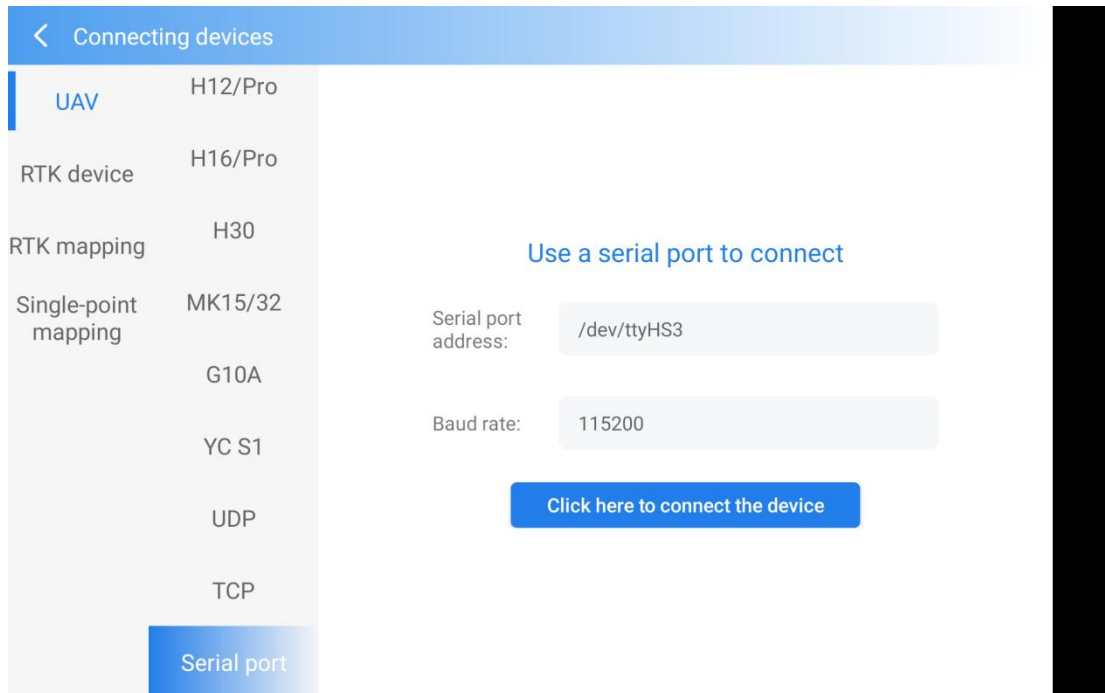 Connecting devices
UAV
RTK device
RTK mapping
Single-point
mapping
H12/Pro
H16/Pro
H30
MK15/32
G10A
YC S1
UDP
TCP
Serial port
Use a serial port to connect
Serial port
address:
/dev/ttyHS3
Baud rate:
115200
Click here to connect the device